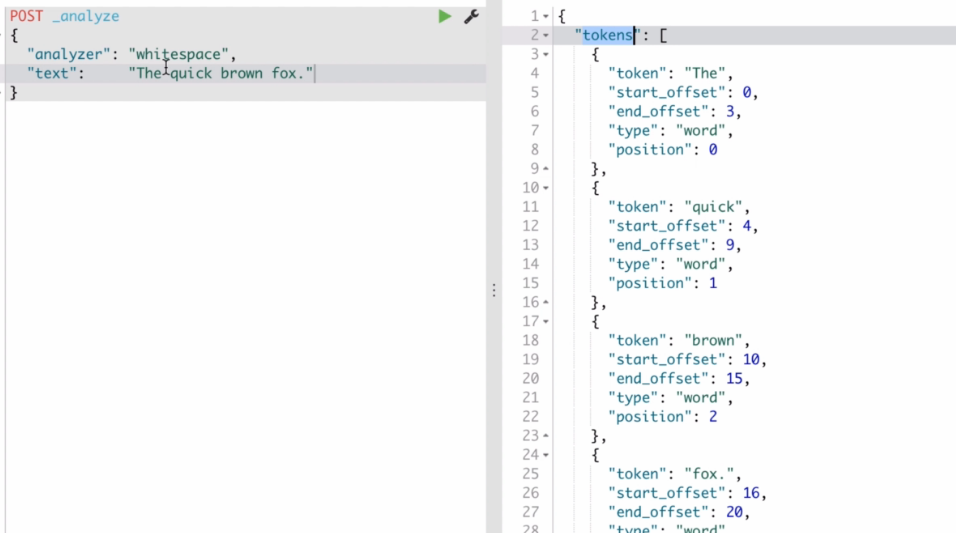 POST _analyze
{
  "analyzer": "whitespace",
  "text":     "The quick brown fox."
}
1 {
2   "tokens": [
3     {
4       "token": "The",
5       "start_offset": 0,
6       "end_offset": 3,
7       "type": "word",
8       "position": 0
9     },
10     {
11       "token": "quick",
12       "start_offset": 4,
13       "end_offset": 9,
14       "type": "word",
15       "position": 1
16     },
17     {
18       "token": "brown",
19       "start_offset": 10,
20       "end_offset": 15,
21       "type": "word",
22       "position": 2
23     },
24     {
25       "token": "fox.",
26       "start_offset": 16,
27       "end_offset": 20,
28       "type": "word"